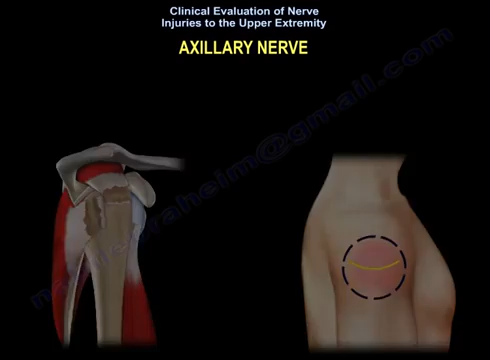 Clinical Evaluation of Nerve
Injuries to the Upper Extremity
AXILLARY NERVE